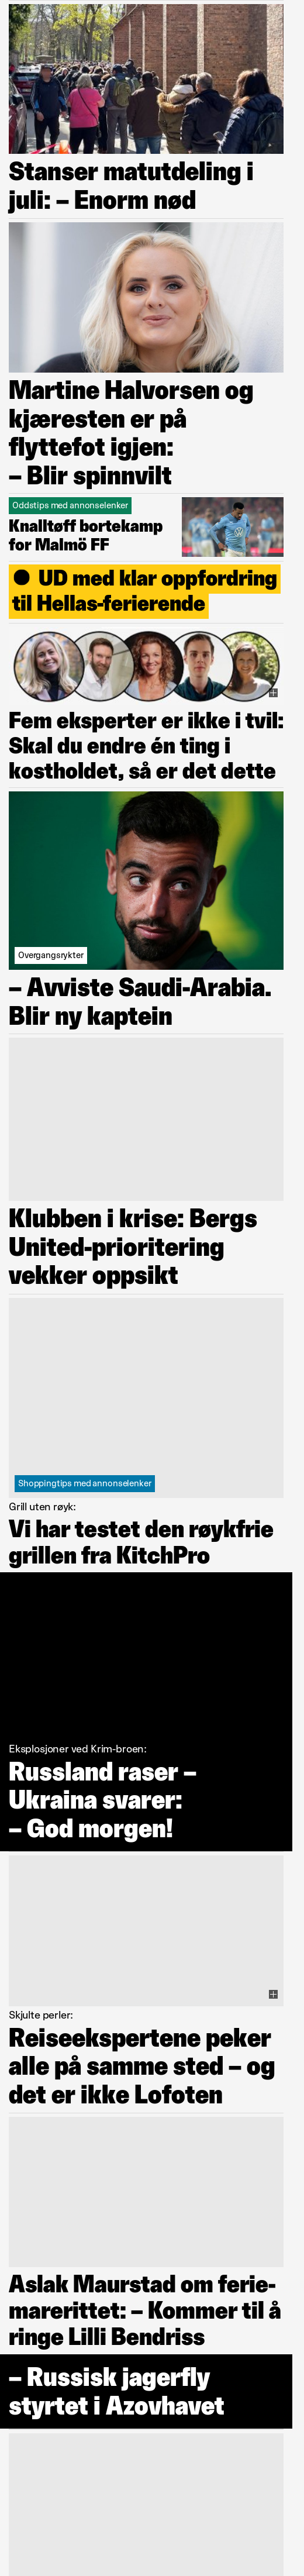 Stanser matutdeling i
juli: – Enorm nød
Martine Halvorsen og
kjæresten er på
flyttefot igjen:
– Blir spinnvilt
Oddstips med annonselenker
Knalltøff bortekamp
for Malmö FF
UD med klar oppfordring
til Hellas-ferierende
Fem eksperter er ikke i tvil:
Skal du endre én ting i
kostholdet, så er det dette
Overgangsrykter
– Avviste Saudi-Arabia.
Blir ny kaptein
Klubben i krise: Bergs
United-prioritering
vekker oppsikt
Shoppingtips med annonselenker
Grill uten røyk:
Vi har testet den røykfrie
grillen fra KitchPro
Eksplosjoner ved Krim-broen:
Russland raser –
Ukraina svarer:
– God morgen!
Skjulte perler:
Reiseekspertene peker
alle på samme sted – og
det er ikke Lofoten
Aslak Maurstad om ferie-
marerittet: – Kommer til å
ringe Lilli Bendriss
– Russisk jagerfly
styrtet i Azovhavet